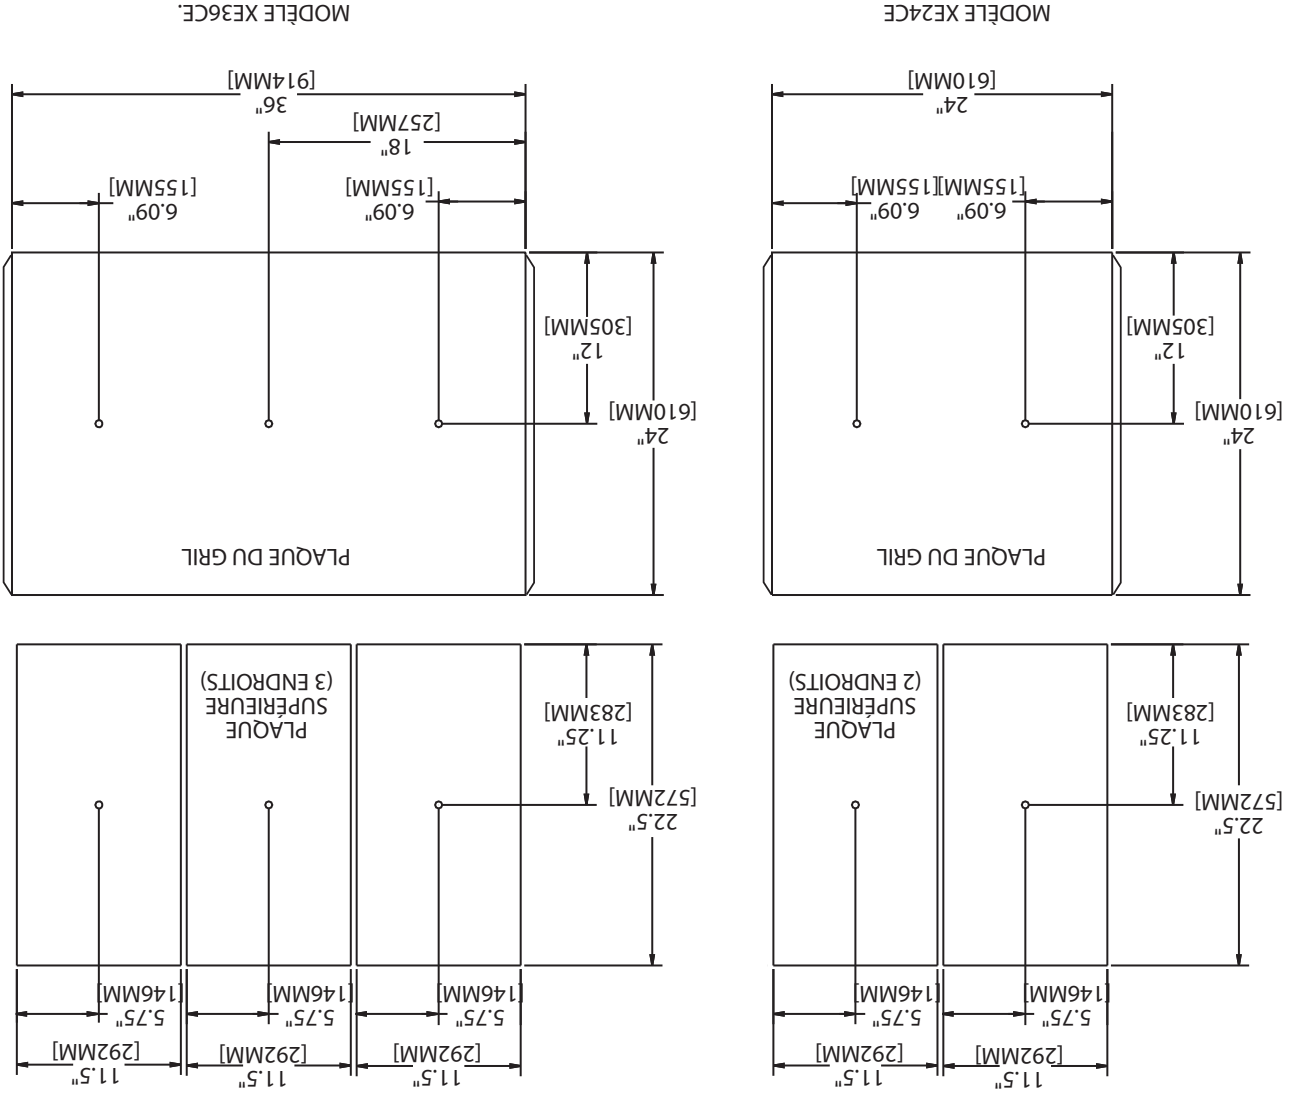 11.5"
[292MM]
11.5"
[292MM]
5.75"
[146MM]
5.75"
[146MM]
22.5"
[572MM]
11.25"
[283MM]
PLAQUE
SUPÉRIEURE
(2 ENDROITS)
PLAQUE DU GRIL
24"
[610MM]
12"
[305MM]
6.09"
[155MM]
6.09"
[155MM]
24"
[610MM]
MODÈLE XE24CE
11.5"
[292MM]
11.5"
[292MM]
11.5"
[292MM]
5.75"
[146MM]
5.75"
[146MM]
5.75"
[146MM]
22.5"
[572MM]
11.25"
[283MM]
PLAQUE
SUPÉRIEURE
(3 ENDROITS)
PLAQUE DU GRIL
24"
[610MM]
12"
[305MM]
6.09"
[155MM]
6.09"
[155MM]
18"
[257MM]
36"
[914MM]
MODÈLE XE36CE.